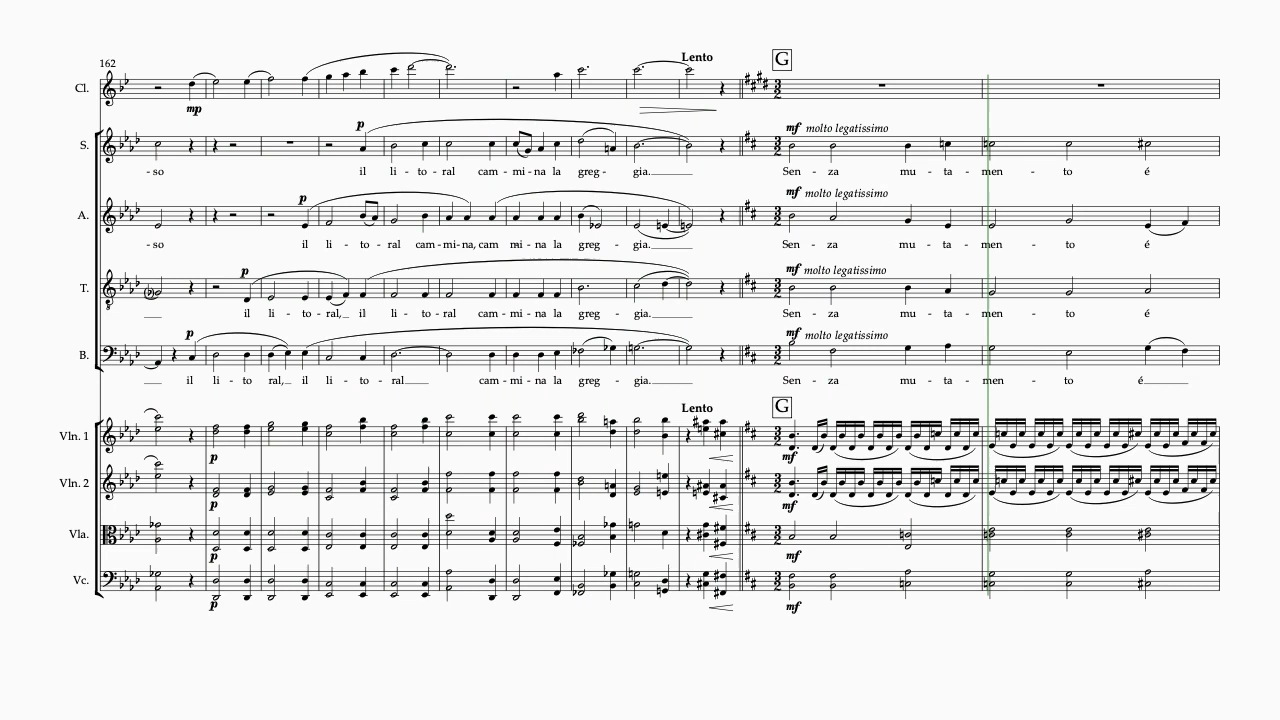 162
Lento
G
Cl.
mp
p
mf molto legatissimo
S.
- so il li - to - ral cam - mi - na la greg - gia. Sen - za mu - ta - men - to é
p
mf molto legatissimo
A.
- so il li - to - ral cam - mi - na, cam - mi - na la greg - gia. Sen - za mu - ta - men - to é
p
mf molto legatissimo
T.
il li - to - ral, il li - to - ral cam - mi - na la greg - gia. Sen - za mu - ta - men - to é
p
mf molto legatissimo
B.
il li - to - ral, il li - to - ral cam - mi - na la greg - gia. Sen - za mu - ta - men - to é
Lento
G
Vln. 1
p
mf
Vln. 2
p
mf
Vla.
p
mf
Vc.
p
mf